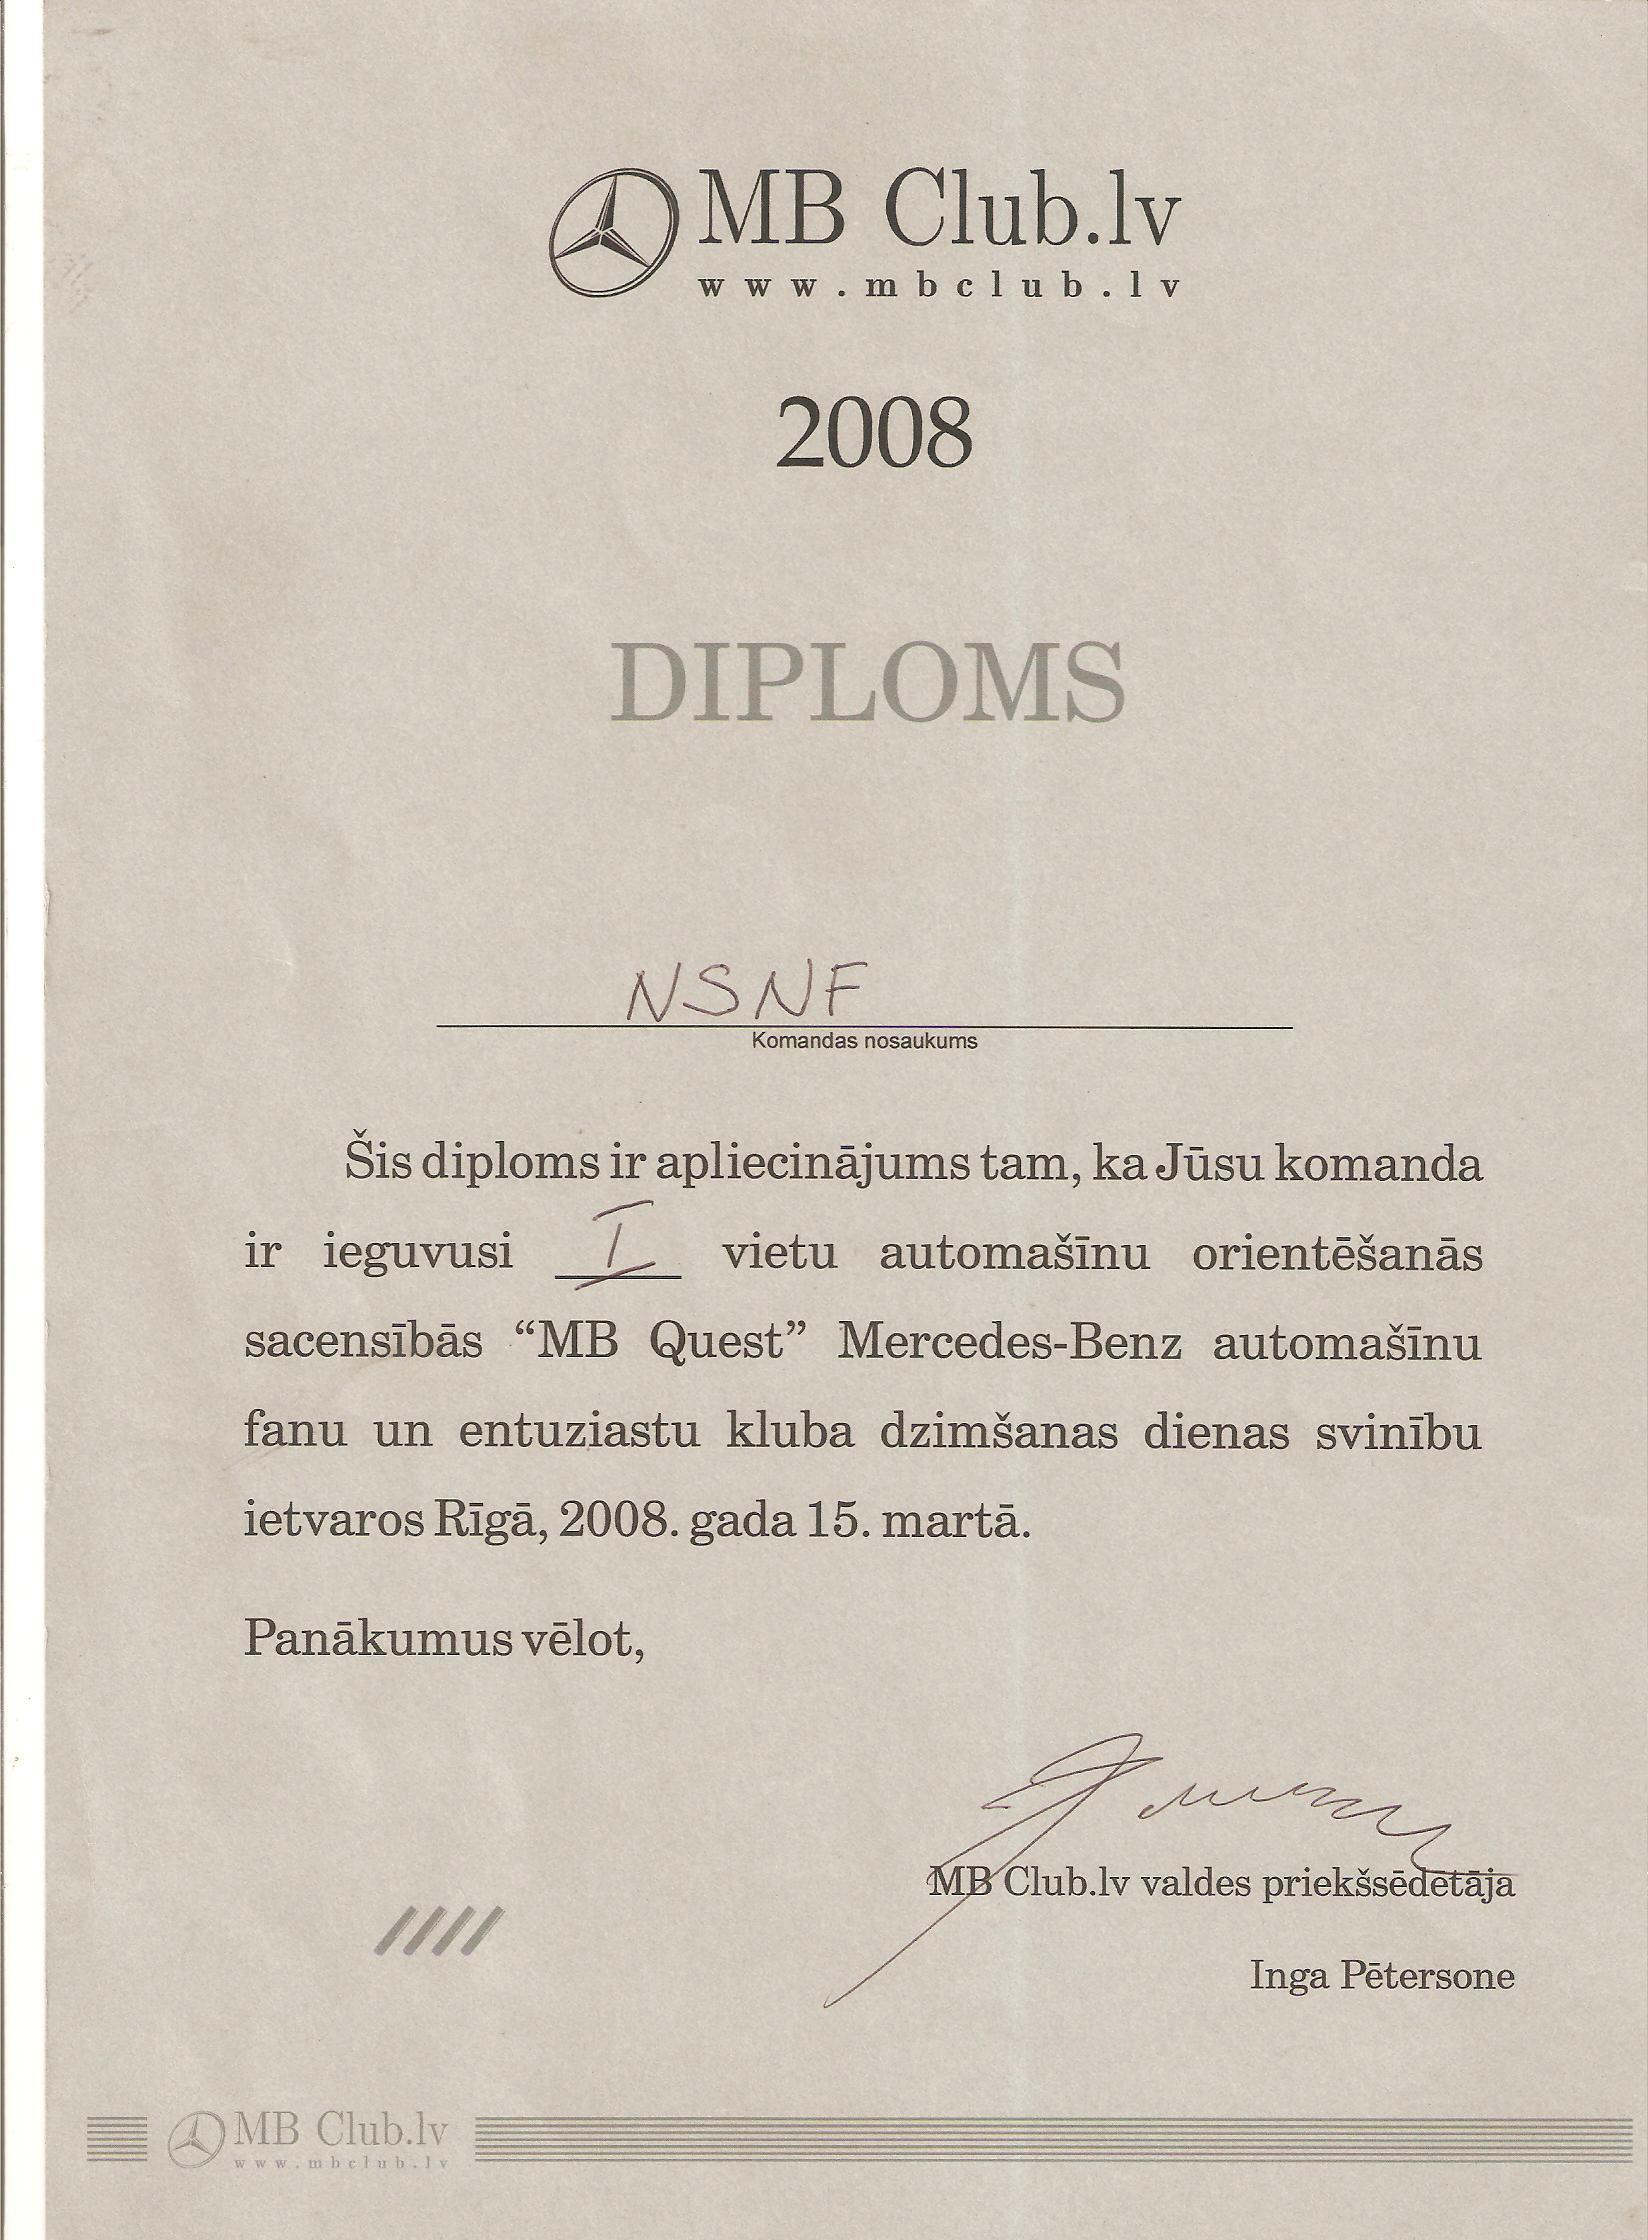 MB Club.lv
www.mbclub.lv
2008
DIPLOMS
NSNF
Komandas nosaukums
Šis diploms ir apliecinājums tam, ka Jūsu komanda
ir ieguvusi I vietu automašīnu orientēšanās
sacensībās “MB Quest” Mercedes-Benz automašīnu
fanu un entuziastu kluba dzimšanas dienas svinību
ietvaros Rīgā, 2008. gada 15. martā.
Panākumus vēlot,
MB Club.lv valdes priekšsēdētāja
Inga Pētersone
MB Club.lv
www.mbclub.lv